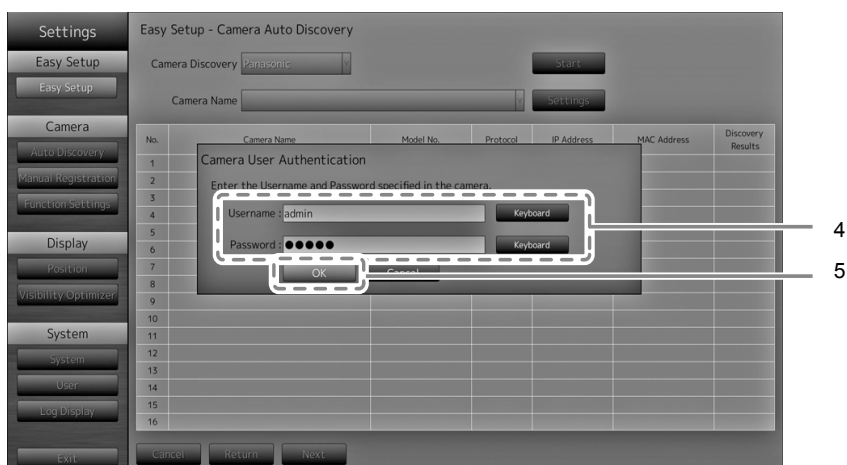 Settings
Easy Setup
Easy Setup
Camera
Auto Discovery
Manual Registration
Function Settings
Display
Position
Visibility Optimizer
System
System
User
Log Display
Exit
Easy Setup - Camera Auto Discovery
Camera Discovery Panasonic Start
Camera Name Settings
No. Camera Name Model No. Protocol IP Address MAC Address Discovery Results
1
2
3
4
5
6
7
8
9
10
11
12
13
14
15
16
Camera User Authentication
Enter the Username and Password specified in the camera.
Username : admin Keyboard
Password : ●●●●● Keyboard
OK Cancel
4
5
Cancel Return Next